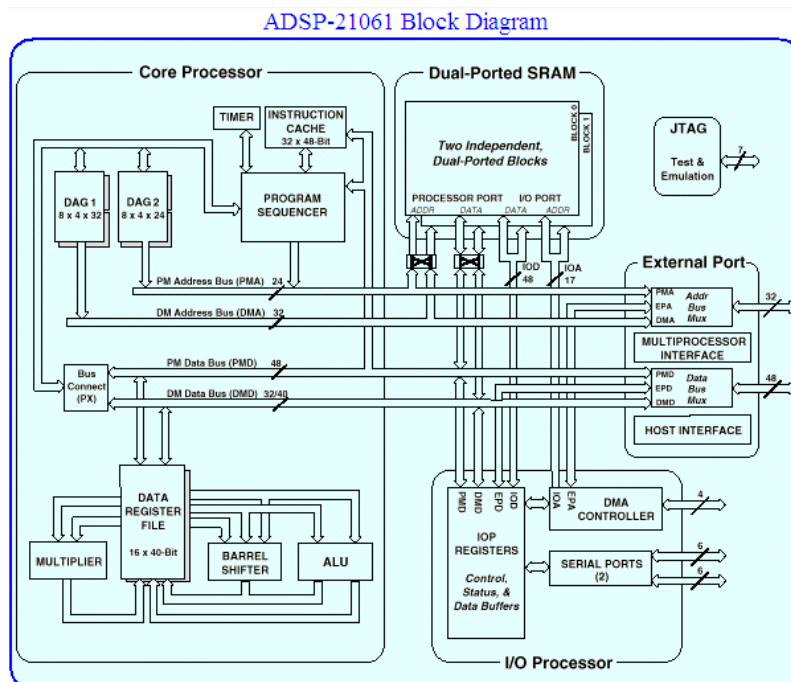 ADSP-21061 Block Diagram
Core Processor
TIMER
INSTRUCTION
CACHE
32 x 48-Bit
DAG 1
8 x 4 x 32
DAG 2
8 x 4 x 24
PROGRAM
SEQUENCER
PM Address Bus (PMA)
24
DM Address Bus (DMA)
32
Bus
Connect
(PX)
PM Data Bus (PMD)
48
DM Data Bus (DMD)
32/40
DATA
REGISTER
FILE
16 x 40-Bit
MULTIPLIER
BARREL
SHIFTER
ALU
Dual-Ported SRAM
Two Independent,
Dual-Ported Blocks
BLOCK 0
BLOCK 1
PROCESSOR PORT
I/O PORT
ADDR
DATA
DATA
ADDR
IOD
48
IOA
17
JTAG
Test &
Emulation
7
External Port
PMA
EPA
DMA
Addr
Bus
Mux
32
MULTIPROCESSOR
INTERFACE
PMD
EPD
DMD
Data
Bus
Mux
48
HOST INTERFACE
PMD
DMD
EPD
IOD
IOA
EPA
IOP
REGISTERS
Control,
Status, &
Data Buffers
DMA
CONTROLLER
4
SERIAL PORTS
(2)
6
6
I/O Processor